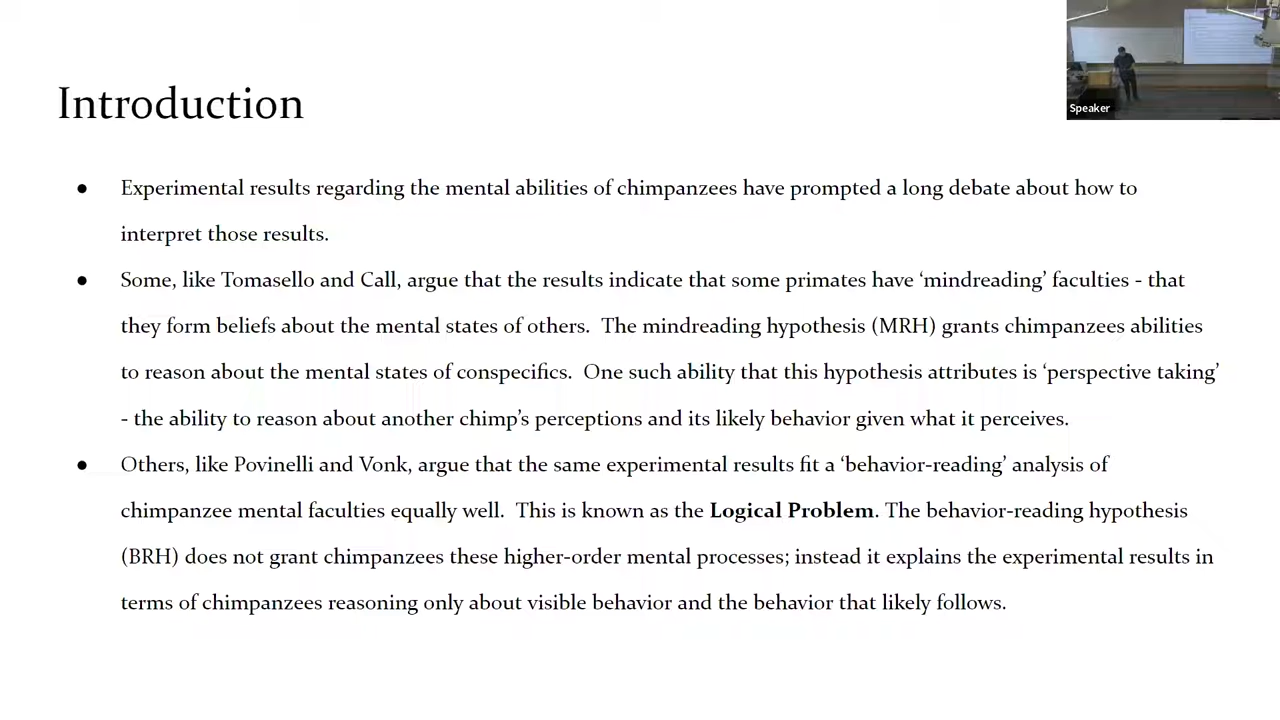 Speaker
Introduction
● Experimental results regarding the mental abilities of chimpanzees have prompted a long debate about how to
interpret those results.
● Some, like Tomasello and Call, argue that the results indicate that some primates have ‘mindreading’ faculties - that
they form beliefs about the mental states of others.  The mindreading hypothesis (MRH) grants chimpanzees abilities
to reason about the mental states of conspecifics.  One such ability that this hypothesis attributes is ‘perspective taking’
- the ability to reason about another chimp’s perceptions and its likely behavior given what it perceives.
● Others, like Povinelli and Vonk, argue that the same experimental results fit a ‘behavior-reading’ analysis of
chimpanzee mental faculties equally well.  This is known as the Logical Problem. The behavior-reading hypothesis
(BRH) does not grant chimpanzees these higher-order mental processes; instead it explains the experimental results in
terms of chimpanzees reasoning only about visible behavior and the behavior that likely follows.